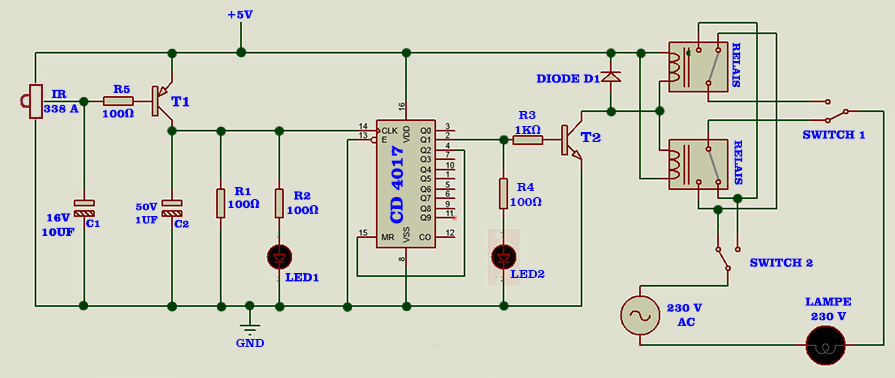 +5V
IR
338 A
R5
100Ω
T1
16V
10UF
C1
50V
1UF
C2
R1
100Ω
R2
100Ω
LED1
GND
14
13
15
16
8
CLK
E
MR
VDD
VSS
CD 4017
Q0
Q1
Q2
Q3
Q4
Q5
Q6
Q7
Q8
Q9
CO
3
2
4
7
10
1
5
6
9
11
12
R3
1KΩ
R4
100Ω
LED2
T2
DIODE D1
RELAIS
RELAIS
SWITCH 1
SWITCH 2
230 V
AC
LAMPE
230 V